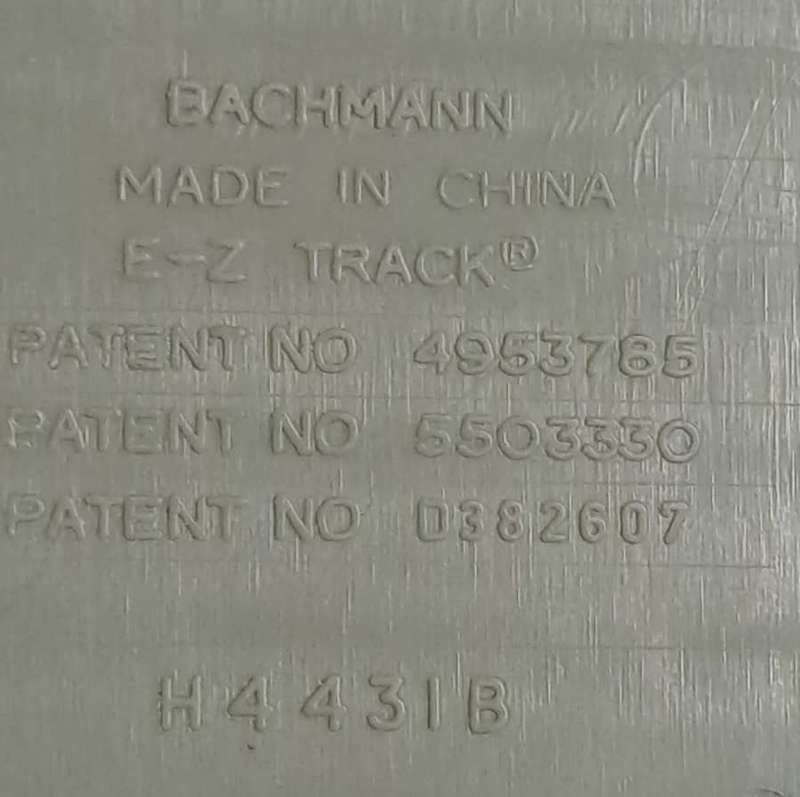 BACHMANN
MADE IN CHINA
E-Z TRACK®
PATENT NO 4953785
PATENT NO 5503330
PATENT NO D382607
H4431B